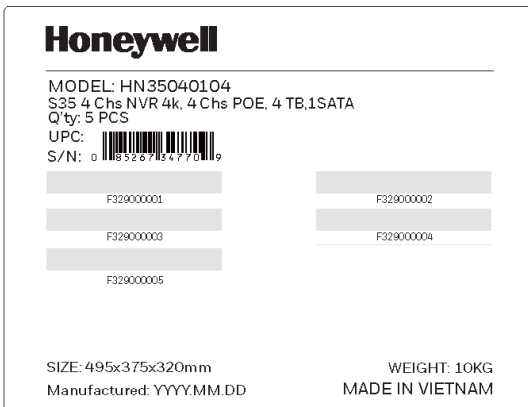 Honeywell
MODEL: HN35040104
S35 4 Chs NVR 4k, 4 Chs POE, 4 TB,1SATA
Q'ty: 5 PCS
UPC:
S/N: 0 85267 34770 9
F329000001 F329000002
F329000003 F329000004
F329000005
SIZE: 495x375x320mm WEIGHT: 10KG
Manufactured: YYYY.MM.DD MADE IN VIETNAM